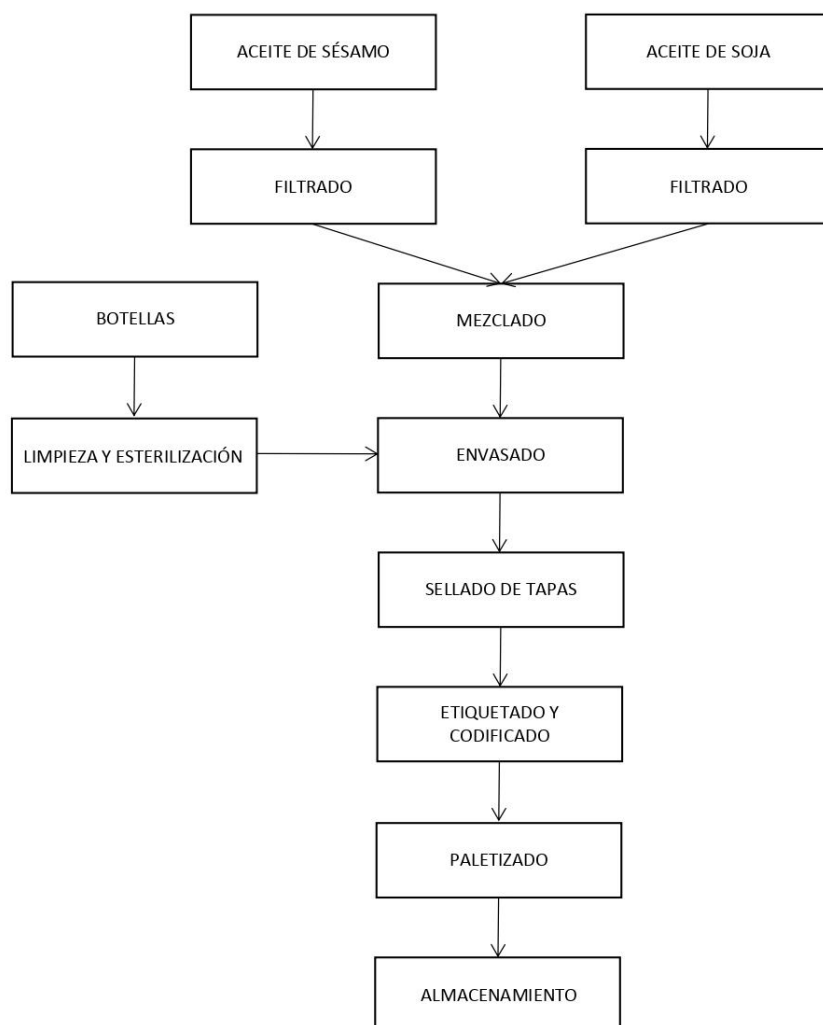 ACEITE DE SÉSAMO
ACEITE DE SOJA
FILTRADO
FILTRADO
BOTELLAS
MEZCLADO
LIMPIEZA Y ESTERILIZACIÓN
ENVASADO
SELLADO DE TAPAS
ETIQUETADO Y
CODIFICADO
PALETIZADO
ALMACENAMIENTO